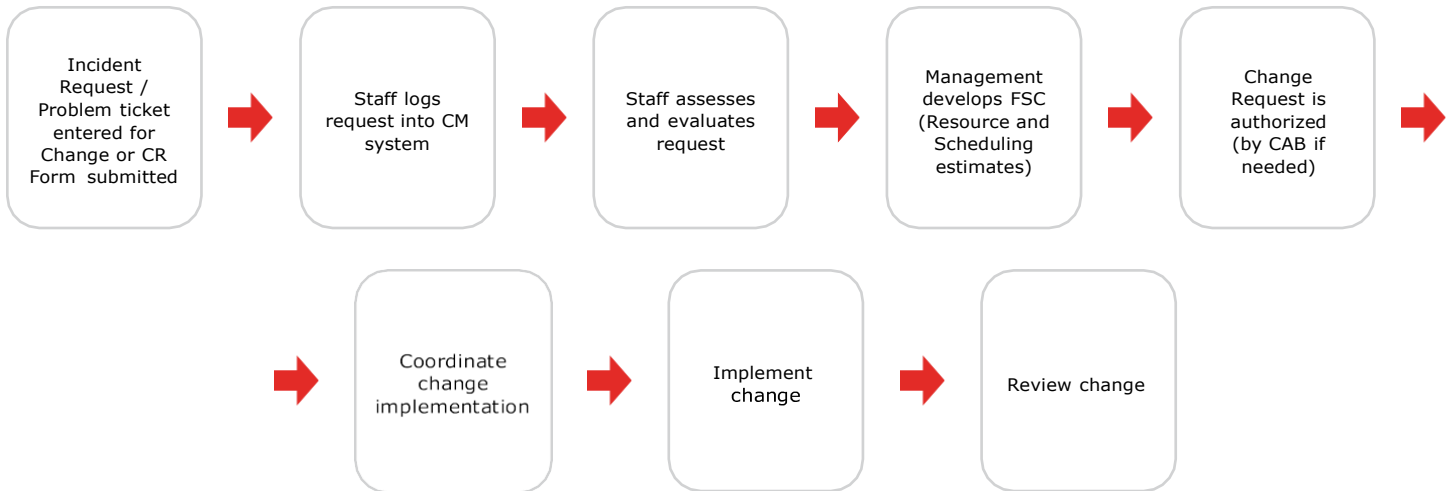 Incident
Request /
Problem ticket
entered for
Change or CR
Form submitted
Staff logs
request into CM
system
Staff assesses
and evaluates
request
Management
develops FSC
(Resource and
Scheduling
estimates)
Change
Request is
authorized
(by CAB if
needed)
Coordinate
change
implementation
Implement
change
Review change